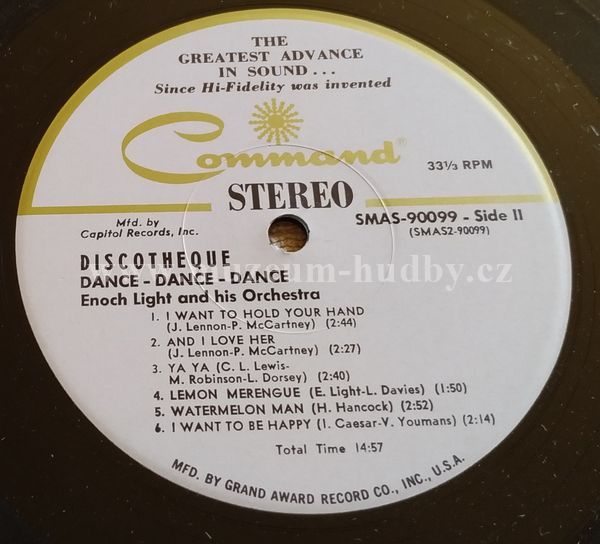 THE
GREATEST ADVANCE
IN SOUND...
Since Hi-Fidelity was invented
Command®
33⅓ RPM
STEREO
Mfd. by
Capitol Records, Inc.
SMAS-90099 - Side II
(SMAS2-90099)
DISCOTHEQUE
DANCE - DANCE - DANCE
Enoch Light and his Orchestra
1. I WANT TO HOLD YOUR HAND
(J. Lennon-P. McCartney) (2:44)
2. AND I LOVE HER
(J. Lennon-P. McCartney) (2:27)
3. YA YA (C. L. Lewis-
M. Robinson-L. Dorsey) (2:40)
4. LEMON MERENGUE (E. Light-L. Davies) (1:50)
5. WATERMELON MAN (H. Hancock) (2:52)
6. I WANT TO BE HAPPY (I. Caesar-V. Youmans) (2:14)
Total Time 14:57
MFD. BY GRAND AWARD RECORD CO., INC., U.S.A.
www.muzeum-hudby.cz